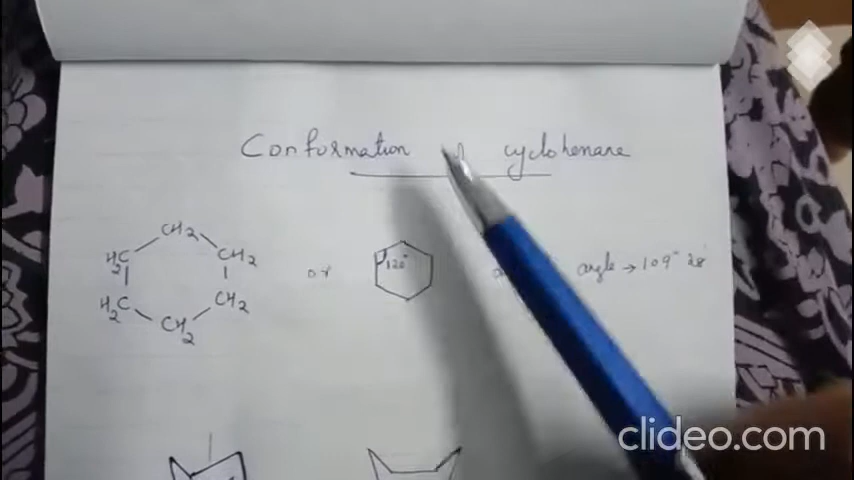 Conformation of cyclohexane
CH2
H2C CH2
or 120° angle → 109° 28'
H2C CH2
CH2
clideo.com